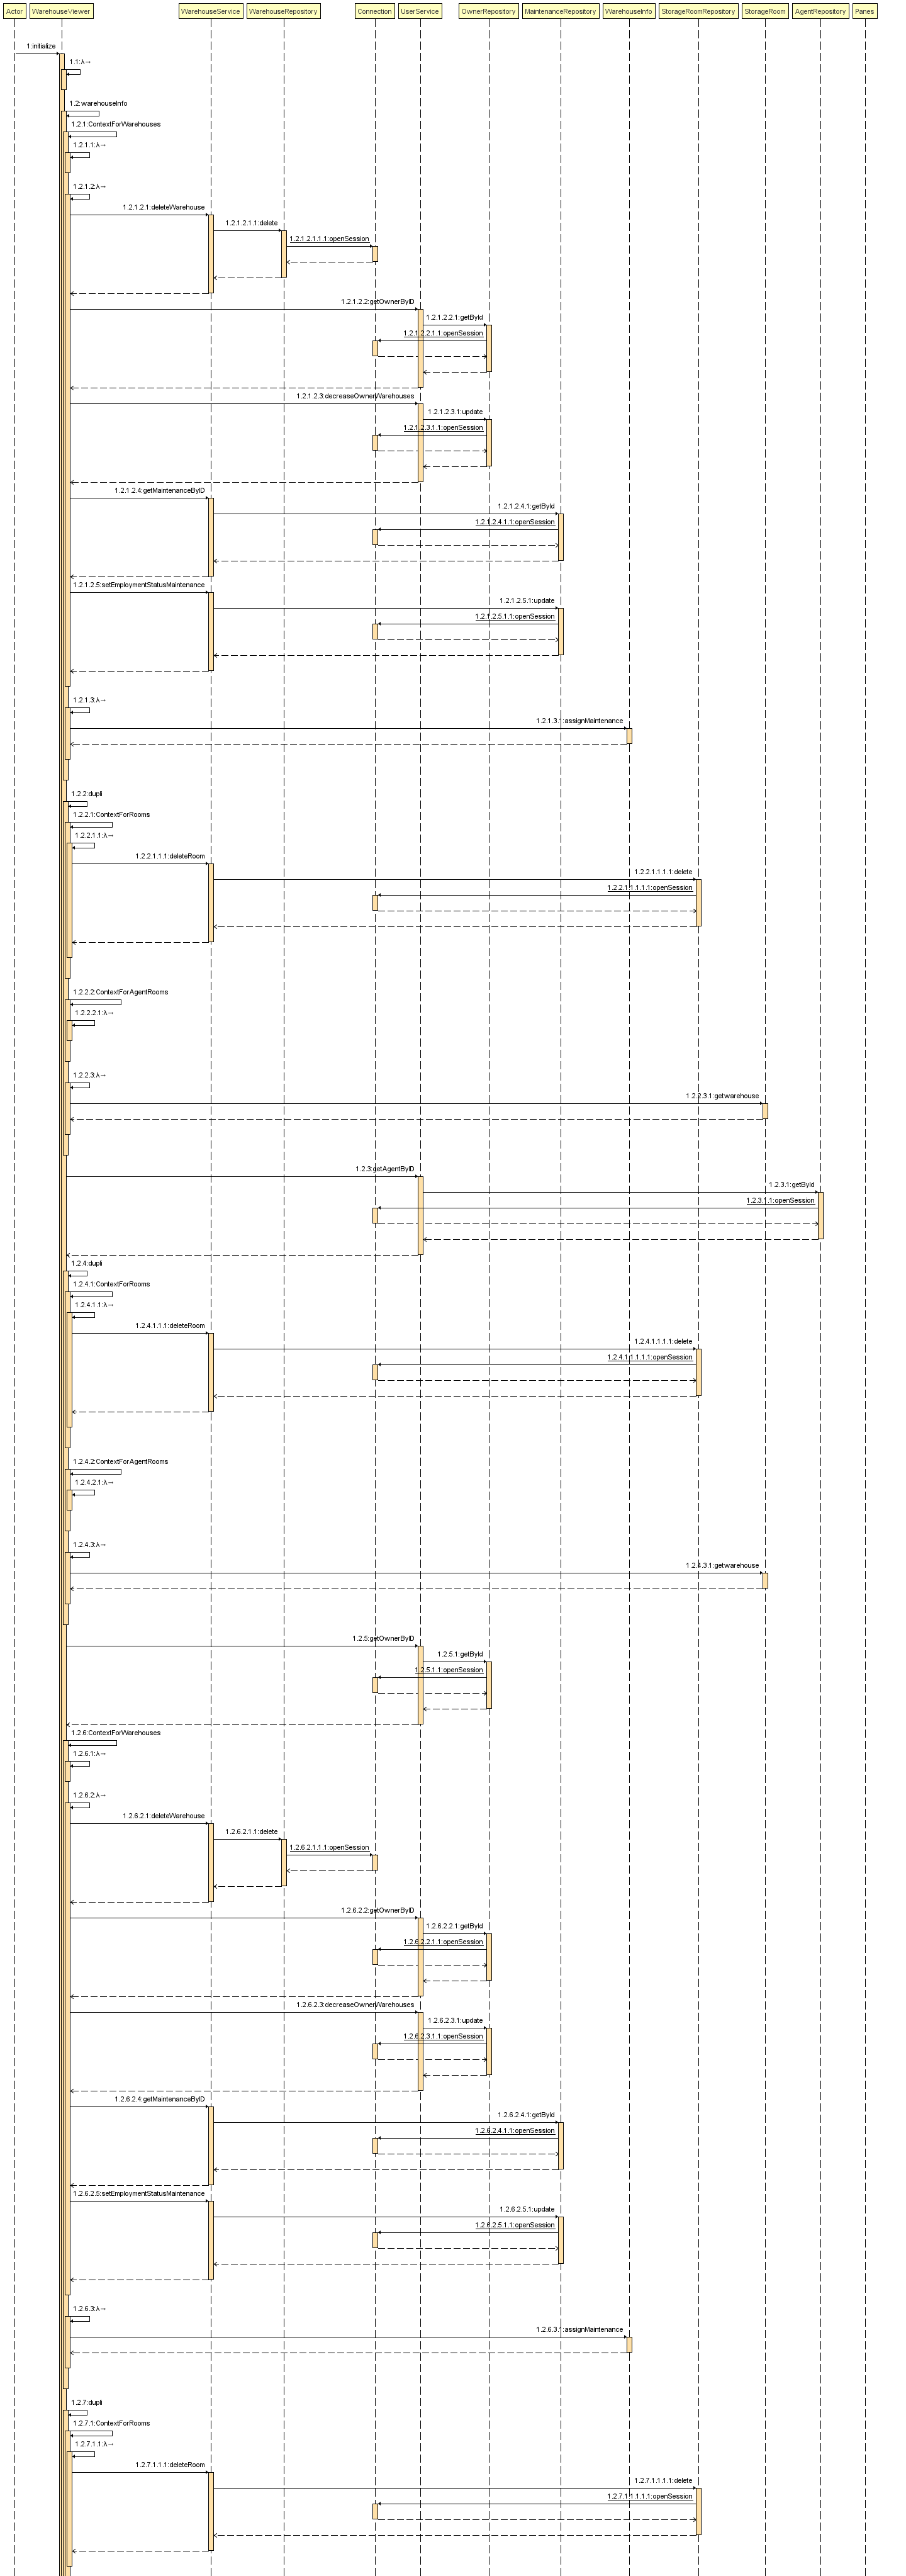 Actor
WarehouseViewer
WarehouseService
WarehouseRepository
Connection
UserService
OwnerRepository
MaintenanceRepository
WarehouseInfo
StorageRoomRepository
StorageRoom
AgentRepository
Panes
1:initialize
1.1:λ→
1.2:warehouseInfo
1.2.1:ContextForWarehouses
1.2.1.1:λ→
1.2.1.2:λ→
1.2.1.2.1:deleteWarehouse
1.2.1.2.1.1:delete
1.2.1.2.1.1.1:openSession
1.2.1.2.2:getOwnerByID
1.2.1.2.2.1:getById
1.2.1.2.2.1.1:openSession
1.2.1.2.3:decreaseOwnerWarehouses
1.2.1.2.3.1:update
1.2.1.2.3.1.1:openSession
1.2.1.2.4:getMaintenanceByID
1.2.1.2.4.1:getById
1.2.1.2.4.1.1:openSession
1.2.1.2.5:setEmploymentStatusMaintenance
1.2.1.2.5.1:update
1.2.1.2.5.1.1:openSession
1.2.1.3:λ→
1.2.1.3.1:assignMaintenance
1.2.2:dupli
1.2.2.1:ContextForRooms
1.2.2.1.1:λ→
1.2.2.1.1.1:deleteRoom
1.2.2.1.1.1.1:delete
1.2.2.1.1.1.1.1:openSession
1.2.2.2:ContextForAgentRooms
1.2.2.2.1:λ→
1.2.2.3:λ→
1.2.2.3.1:getwarehouse
1.2.3:getAgentByID
1.2.3.1:getById
1.2.3.1.1:openSession
1.2.4:dupli
1.2.4.1:ContextForRooms
1.2.4.1.1:λ→
1.2.4.1.1.1:deleteRoom
1.2.4.1.1.1.1:delete
1.2.4.1.1.1.1.1:openSession
1.2.4.2:ContextForAgentRooms
1.2.4.2.1:λ→
1.2.4.3:λ→
1.2.4.3.1:getwarehouse
1.2.5:getOwnerByID
1.2.5.1:getById
1.2.5.1.1:openSession
1.2.6:ContextForWarehouses
1.2.6.1:λ→
1.2.6.2:λ→
1.2.6.2.1:deleteWarehouse
1.2.6.2.1.1:delete
1.2.6.2.1.1.1:openSession
1.2.6.2.2:getOwnerByID
1.2.6.2.2.1:getById
1.2.6.2.2.1.1:openSession
1.2.6.2.3:decreaseOwnerWarehouses
1.2.6.2.3.1:update
1.2.6.2.3.1.1:openSession
1.2.6.2.4:getMaintenanceByID
1.2.6.2.4.1:getById
1.2.6.2.4.1.1:openSession
1.2.6.2.5:setEmploymentStatusMaintenance
1.2.6.2.5.1:update
1.2.6.2.5.1.1:openSession
1.2.6.3:λ→
1.2.6.3.1:assignMaintenance
1.2.7:dupli
1.2.7.1:ContextForRooms
1.2.7.1.1:λ→
1.2.7.1.1.1:deleteRoom
1.2.7.1.1.1.1:delete
1.2.7.1.1.1.1.1:openSession